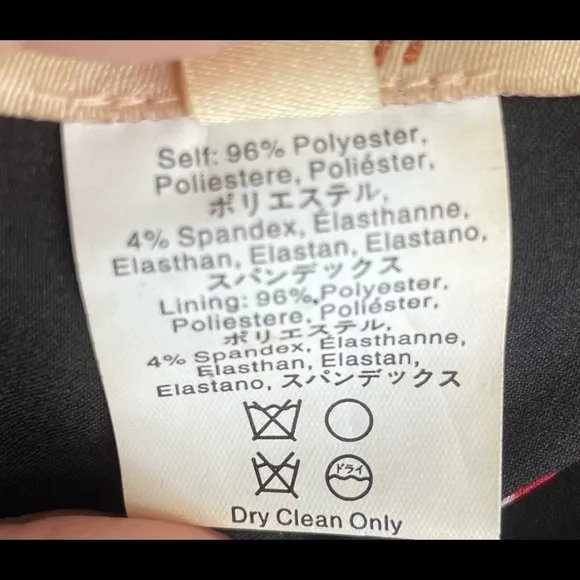 Self: 96% Polyester,
Poliestere, Poliéster,
ポリエステル,
4% Spandex, Élasthanne,
Elasthan, Elastan, Elastano,
スパンデックス
Lining: 96% Polyester,
Poliestere, Poliéster,
ポリエステル,
4% Spandex, Élasthanne,
Elasthan, Elastan,
Elastano, スパンデックス
ドライ
Dry Clean Only